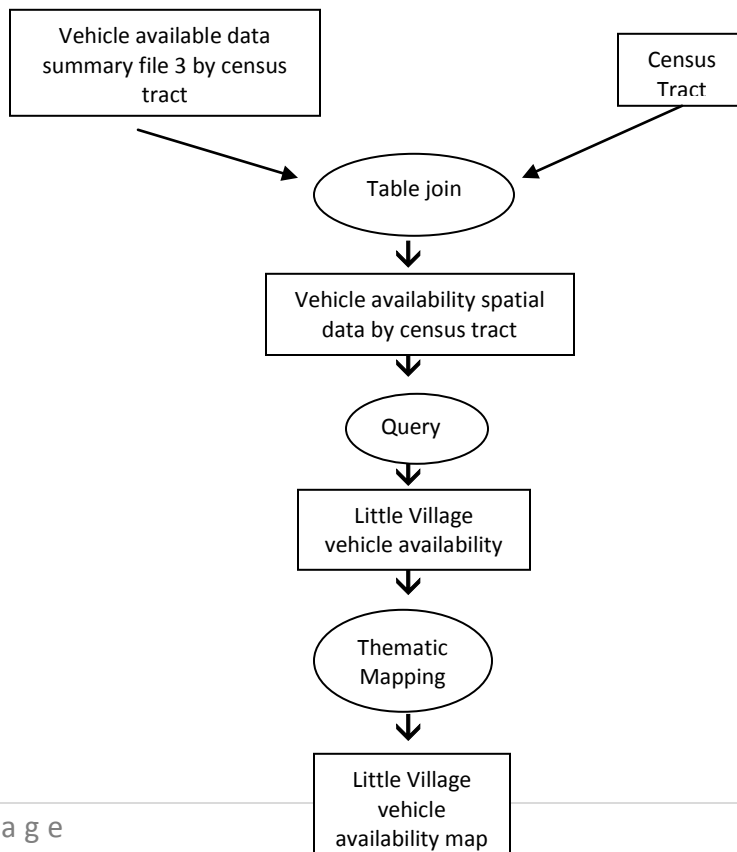 Vehicle available data
summary file 3 by census
tract
Census
Tract
Table join
Vehicle availability spatial
data by census tract
Query
Little Village
vehicle availability
Thematic
Mapping
Little Village
vehicle
availability map
a g e